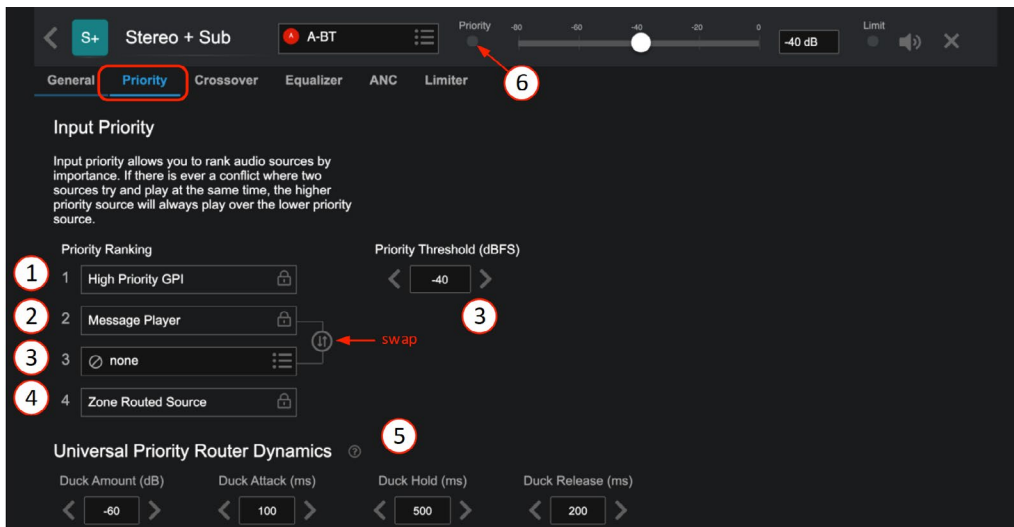 S+ Stereo + Sub A A-BT Priority -80 -60 -40 -20 0 -40 dB Limit
General Priority Crossover Equalizer ANC Limiter
6
Input Priority
Input priority allows you to rank audio sources by
importance. If there is ever a conflict where two
sources try and play at the same time, the higher
priority source will always play over the lower priority
source.
Priority Ranking Priority Threshold (dBFS)
1 1 High Priority GPI -40
2 2 Message Player 3
swap
3 3 none
4 4 Zone Routed Source
5
Universal Priority Router Dynamics ?
Duck Amount (dB) Duck Attack (ms) Duck Hold (ms) Duck Release (ms)
-60 100 500 200